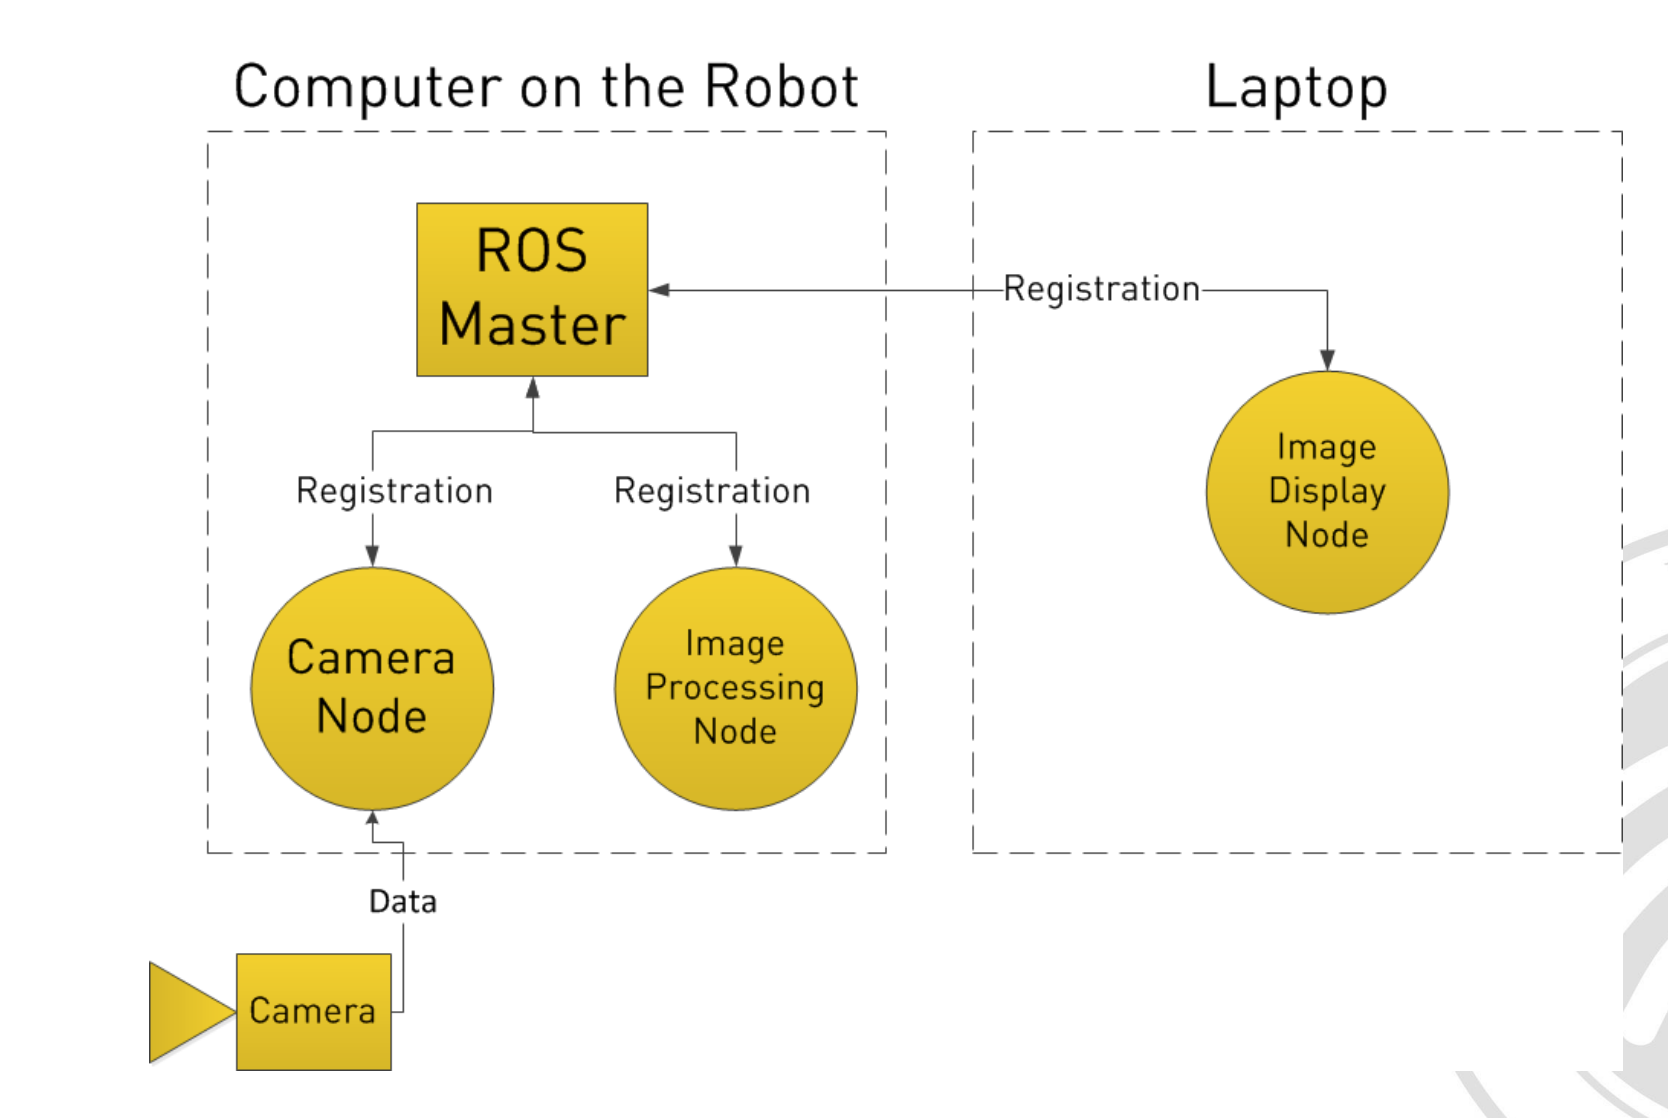 Computer on the Robot
Laptop
ROS
Master
Registration
Image
Display
Node
Registration
Registration
Camera
Node
Image
Processing
Node
Data
Camera